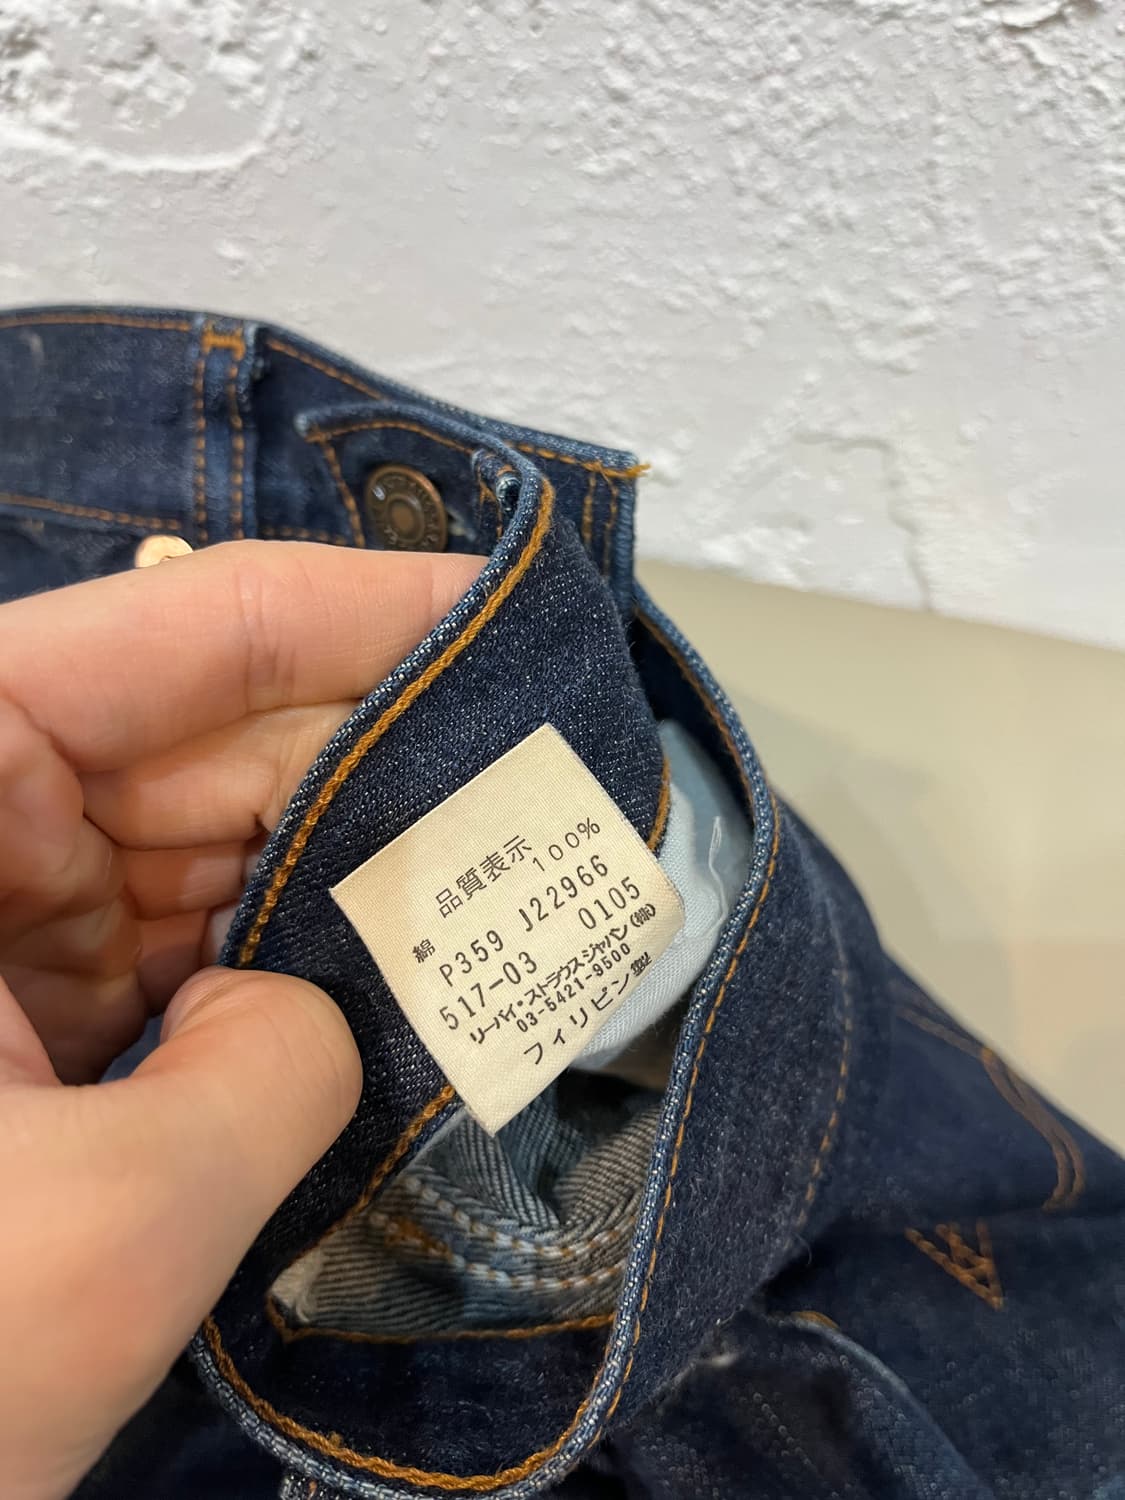 品質表示
綿 100%
P359 J22966
517-03 0105
リーバイ・ストラウス ジャパン(株)
03-5421-9500
フィリピン製